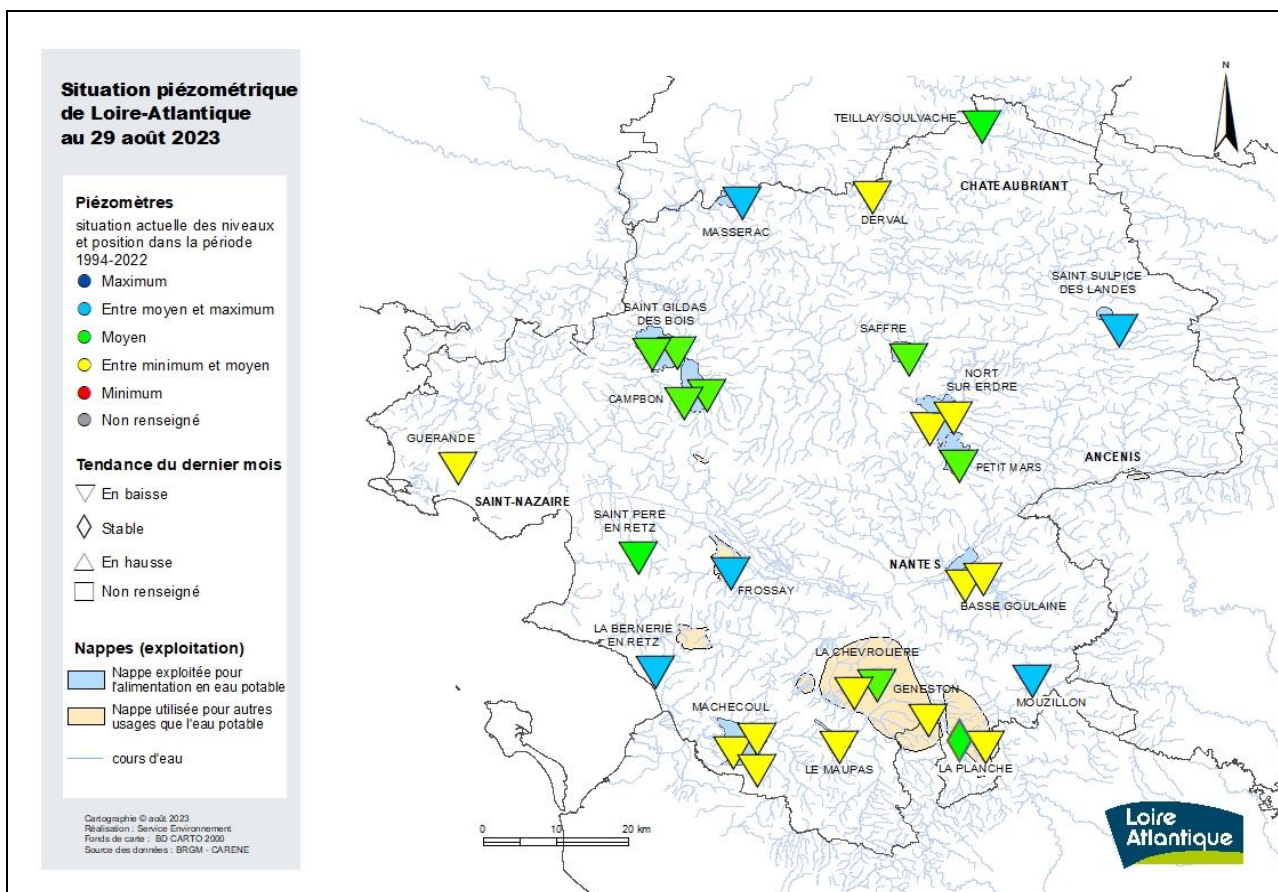 Situation piézométrique
de Loire-Atlantique
au 29 août 2023
Piézomètres
situation actuelle des niveaux
et position dans la période
1994-2022
Maximum
Entre moyen et maximum
Moyen
Entre minimum et moyen
Minimum
Non renseigné
Tendance du dernier mois
En baisse
Stable
En hausse
Non renseigné
Nappes (exploitation)
Nappe exploitée pour
l'alimentation en eau potable
Nappe utilisée pour autres
usages que l'eau potable
cours d'eau
Cartographie © août 2023
Réalisation : Service Environnement
Fonds de carte : BD CARTO 2000
Source des données : BRGM - CARENE
N
TEILLAY/SOULVACHE
CHATEAUBRIANT
MASSERAC
DERVAL
SAINT SULPICE
DES LANDES
SAINT GILDAS
DES BOIS
SAFFRE
NORT
SUR ERDRE
CAMPBON
GUERANDE
PETIT MARS
ANCENIS
SAINT-NAZAIRE
SAINT PERE
EN RETZ
FROSSAY
NANTES
BASSE GOULAINE
LA BERNERIE
EN RETZ
LA CHEVROLIERE
GENESTON
MOUZILLON
MACHECOUL
LE MAUPAS
LA PLANCHE
0 10 20 km
Loire
Atlantique